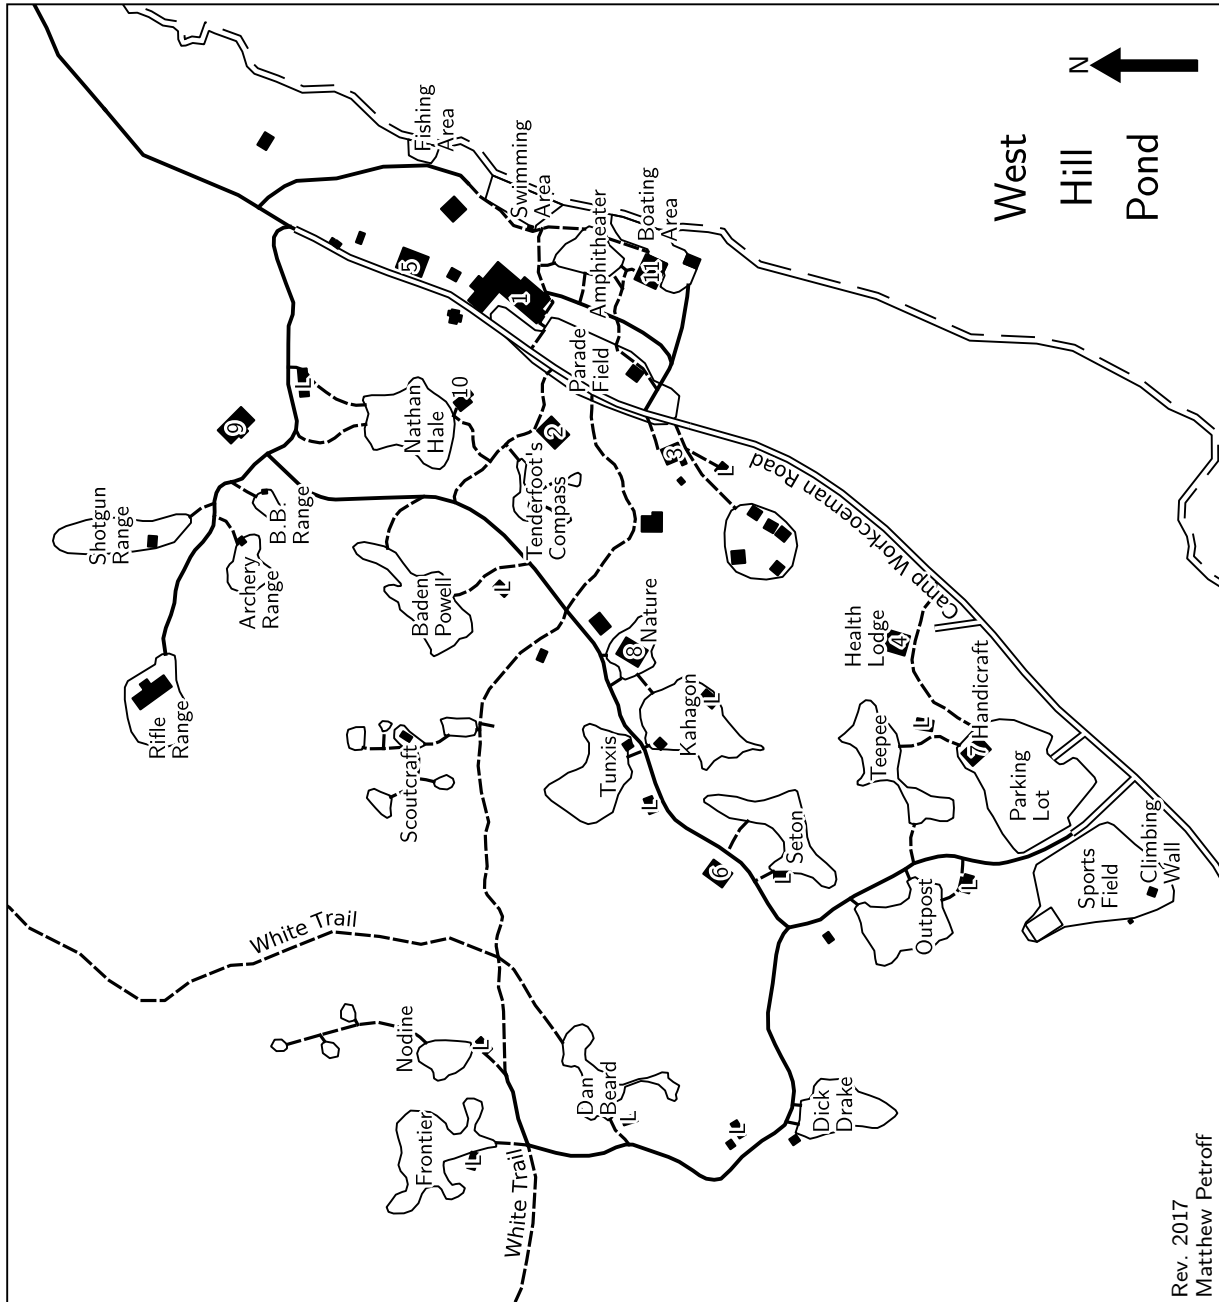 N
West
Hill
Pond
Fishing
Area
Swimming
Area
Amphitheater
Boating
Area
11
5
1
Parade
Field
10
Nathan
Hale
L
9
2
Tenderfoot's
Compass
3
L
Camp Workcoeman Road
Shotgun
Range
B.B.
Range
Archery
Range
Rifle
Range
Baden
Powell
L
Nature
8
Health
Lodge
4
Handicraft
7
Parking
Lot
Teepee
L
Kahagon
L
Tunxis
L
Scoutcraft
6
Seton
L
Outpost
L
Sports
Field
Climbing
Wall
White Trail
Nodine
L
Dan
Beard
L
Frontier
L
White Trail
L
Dick
Drake
Rev. 2017
Matthew Petroff